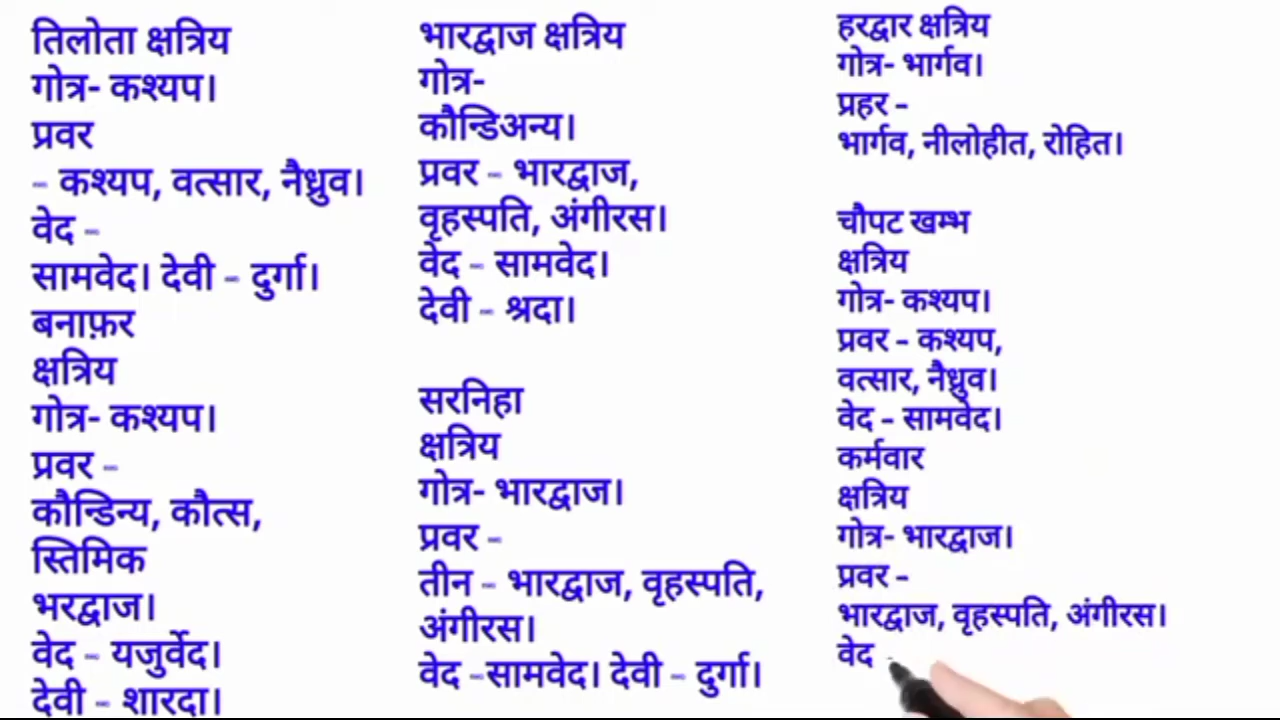 तिलोता क्षत्रिय
गोत्र- कश्यप।
प्रवर
- कश्यप, वत्सार, नैध्रुव।
वेद -
सामवेद। देवी - दुर्गा।
बनाफ़र
क्षत्रिय
गोत्र- कश्यप।
प्रवर -
कौन्डिन्य, कौत्स,
स्तिमिक
भरद्वाज।
वेद - यजुर्वेद।
देवी - शारदा।
भारद्वाज क्षत्रिय
गोत्र-
कौन्डिअन्य।
प्रवर - भारद्वाज,
वृहस्पति, अंगीरस।
वेद - सामवेद।
देवी - श्रदा।
सरनिहा
क्षत्रिय
गोत्र- भारद्वाज।
प्रवर -
तीन - भारद्वाज, वृहस्पति,
अंगीरस।
वेद -सामवेद। देवी - दुर्गा।
हरद्वार क्षत्रिय
गोत्र- भार्गव।
प्रहर -
भार्गव, नीलोहीत, रोहित।
चौपट खम्भ
क्षत्रिय
गोत्र- कश्यप।
प्रवर - कश्यप,
वत्सार, नैध्रुव।
वेद - सामवेद।
कर्मवार
क्षत्रिय
गोत्र- भारद्वाज।
प्रवर -
भारद्वाज, वृहस्पति, अंगीरस।
वेद -